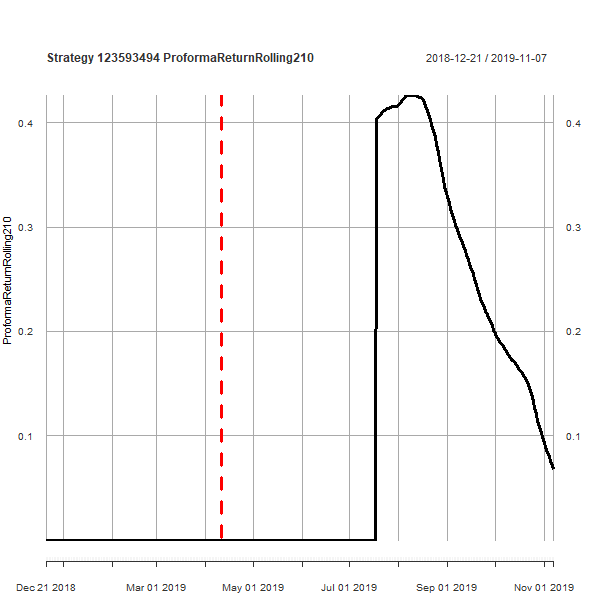 Strategy 123593494 ProformaReturnRolling210
2018-12-21 / 2019-11-07
ProformaReturnRolling210
0.4
0.3
0.2
0.1
0.4
0.3
0.2
0.1
Dec 21 2018
Mar 01 2019
May 01 2019
Jul 01 2019
Sep 01 2019
Nov 01 2019